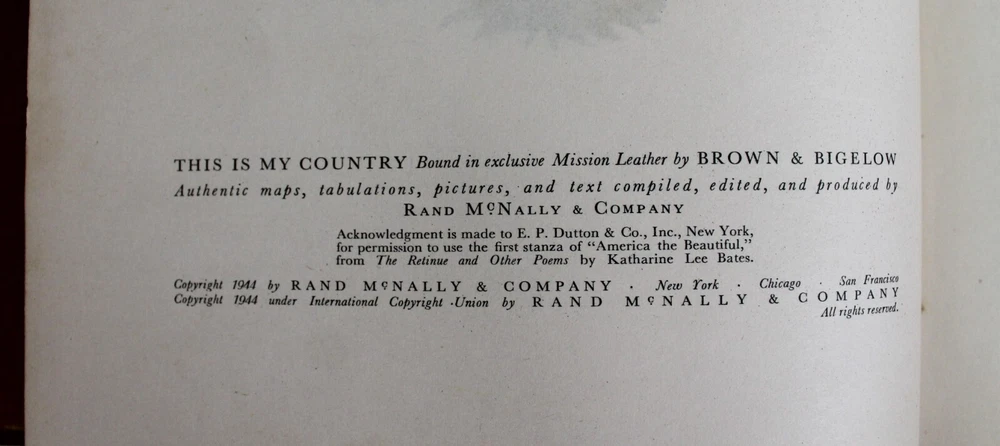 THIS IS MY COUNTRY Bound in exclusive Mission Leather by BROWN & BIGELOW
Authentic maps, tabulations, pictures, and text compiled, edited, and produced by
RAND MCNALLY & COMPANY
Acknowledgment is made to E. P. Dutton & Co., Inc., New York,
for permission to use the first stanza of “America the Beautiful,”
from The Retinue and Other Poems by Katharine Lee Bates.
Copyright 1944 by RAND MCNALLY & COMPANY · New York · Chicago · San Francisco
Copyright 1944 under International Copyright Union by RAND MCNALLY & COMPANY
All rights reserved.